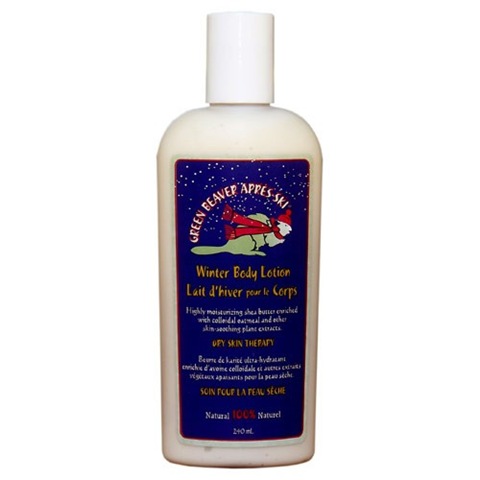 GREEN BEAVER APRÈS-SKI
Winter Body Lotion
Lait d'hiver pour le Corps
Highly moisturizing shea butter enriched
with colloidal oatmeal and other
skin-soothing plant extracts.
DRY SKIN THERAPY
Beurre de karité ultra-hydratant
enrichie d'avoine colloïdale et autres extraits
végétaux apaisants pour la peau sèche.
SOIN POUR LA PEAU SÈCHE
Natural 100% Naturel
240 mL